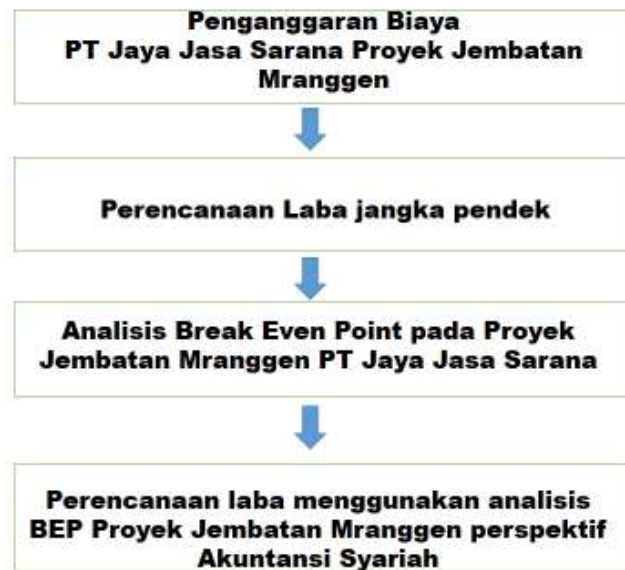 Penganggaran Biaya
PT Jaya Jasa Sarana Proyek Jembatan
Mranggen
Perencanaan Laba jangka pendek
Analisis Break Even Point pada Proyek
Jembatan Mranggen PT Jaya Jasa Sarana
Perencanaan laba menggunakan analisis
BEP Proyek Jembatan Mranggen perspektif
Akuntansi Syariah